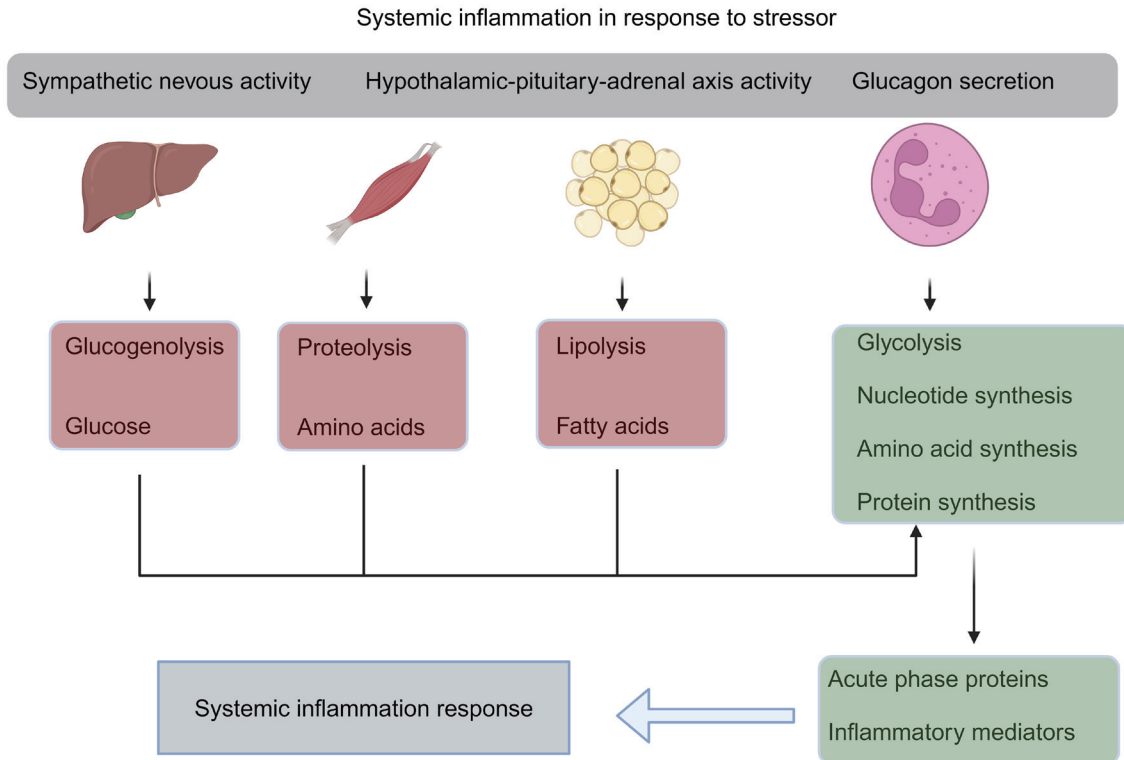 Systemic inflammation in response to stressor
Sympathetic nevous activity
Hypothalamic-pituitary-adrenal axis activity
Glucagon secretion
Glucogenolysis
Glucose
Proteolysis
Amino acids
Lipolysis
Fatty acids
Glycolysis
Nucleotide synthesis
Amino acid synthesis
Protein synthesis
Acute phase proteins
Inflammatory mediators
Systemic inflammation response